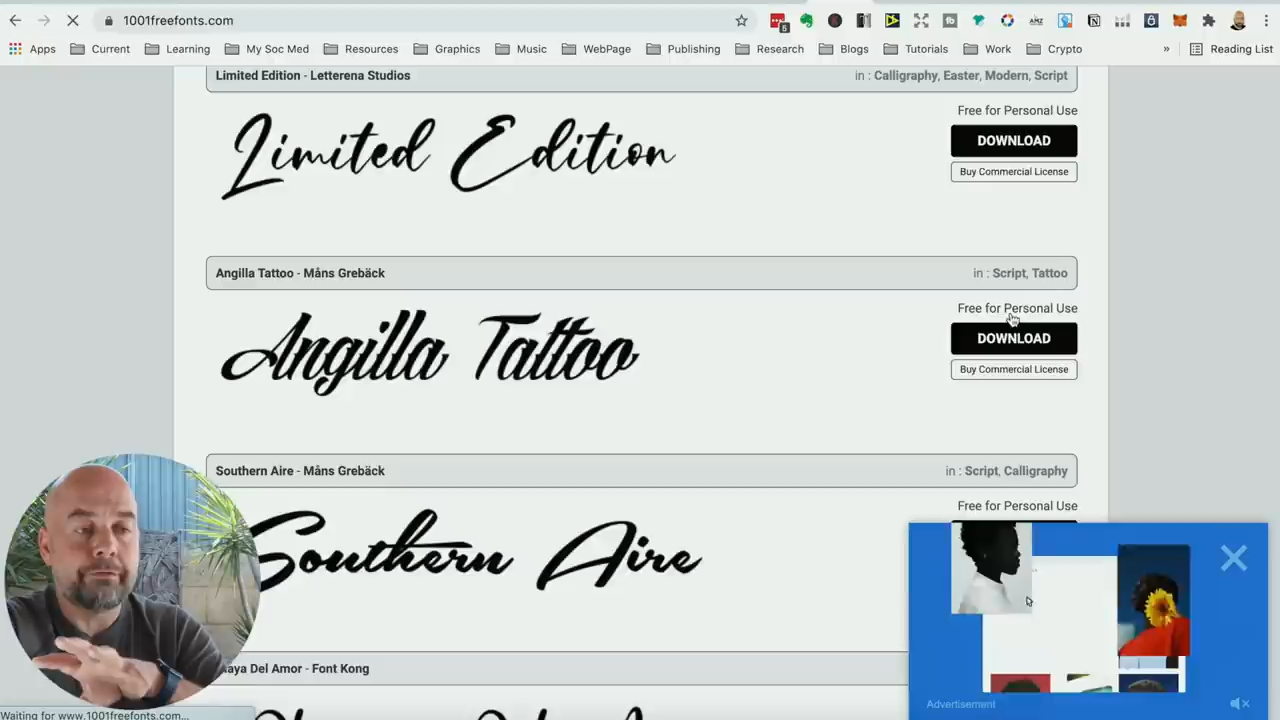 1001freefonts.com
5
AMZ
Apps
Current
Learning
My Soc Med
Resources
Graphics
Music
WebPage
Publishing
Research
Blogs
Tutorials
Work
Crypto
»
Reading List
Limited Edition - Letterena Studios
in : Calligraphy, Easter, Modern, Script
Limited Edition
Free for Personal Use
DOWNLOAD
Buy Commercial License
Angilla Tattoo - Måns Grebäck
in : Script, Tattoo
Angilla Tattoo
Free for Personal Use
DOWNLOAD
Buy Commercial License
Southern Aire - Måns Grebäck
in : Script, Calligraphy
Southern Aire
Free for Personal Use
Del Amor - Font Kong
Advertisement
Waiting for www.1001freefonts.com...